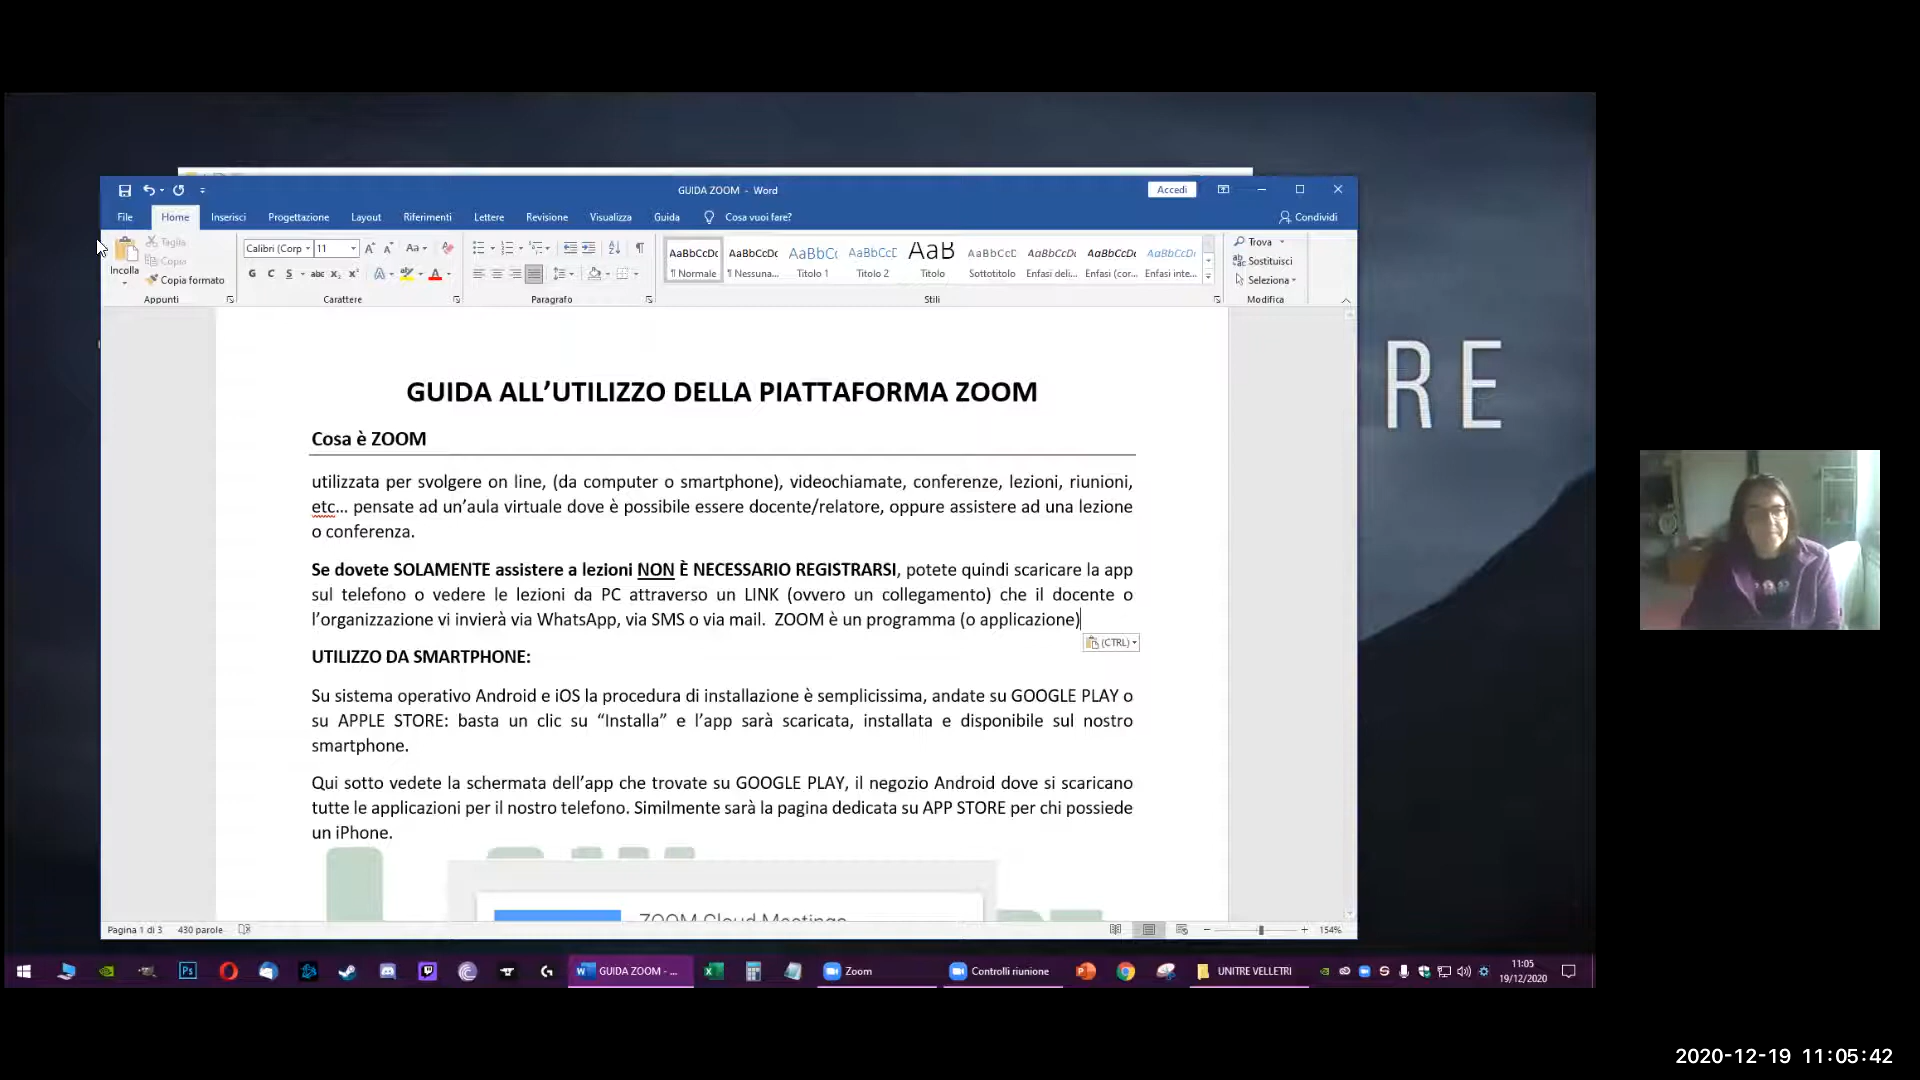 GUIDA ZOOM - Word
Accedi
File Home Inserisci Progettazione Layout Riferimenti Lettere Revisione Visualizza Guida Cosa vuoi fare? Condividi
Incolla
Taglia
Copia
Copia formato
Appunti
Calibri (Corp 11
Aa
G C S abc x₂ x²
Carattere
Paragrafo
AaBbCcDc AaBbCcDc AaBbC( AaBbCcD AaB AaBbCcD AaBbCcDt AaBbCcDt AaBbCcDt
¶ Normale ¶ Nessuna... Titolo 1 Titolo 2 Titolo Sottotitolo Enfasi deli... Enfasi (cor... Enfasi inte...
Stili
Trova
Sostituisci
Seleziona
Modifica
RE
GUIDA ALL’UTILIZZO DELLA PIATTAFORMA ZOOM
Cosa è ZOOM
utilizzata per svolgere on line, (da computer o smartphone), videochiamate, conferenze, lezioni, riunioni,
etc… pensate ad un’aula virtuale dove è possibile essere docente/relatore, oppure assistere ad una lezione
o conferenza.
Se dovete SOLAMENTE assistere a lezioni NON È NECESSARIO REGISTRARSI, potete quindi scaricare la app
sul telefono o vedere le lezioni da PC attraverso un LINK (ovvero un collegamento) che il docente o
l’organizzazione vi invierà via WhatsApp, via SMS o via mail. ZOOM è un programma (o applicazione)
(CTRL)
UTILIZZO DA SMARTPHONE:
Su sistema operativo Android e iOS la procedura di installazione è semplicissima, andate su GOOGLE PLAY o
su APPLE STORE: basta un clic su “Installa” e l’app sarà scaricata, installata e disponibile sul nostro
smartphone.
Qui sotto vedete la schermata dell’app che trovate su GOOGLE PLAY, il negozio Android dove si scaricano
tutte le applicazioni per il nostro telefono. Similmente sarà la pagina dedicata su APP STORE per chi possiede
un iPhone.
ZOOM Cloud Meetings
Pagina 1 di 3 430 parole 154%
GUIDA ZOOM - ... Zoom Controlli riunione UNITRE VELLETRI
11:05
19/12/2020
2020-12-19 11:05:42